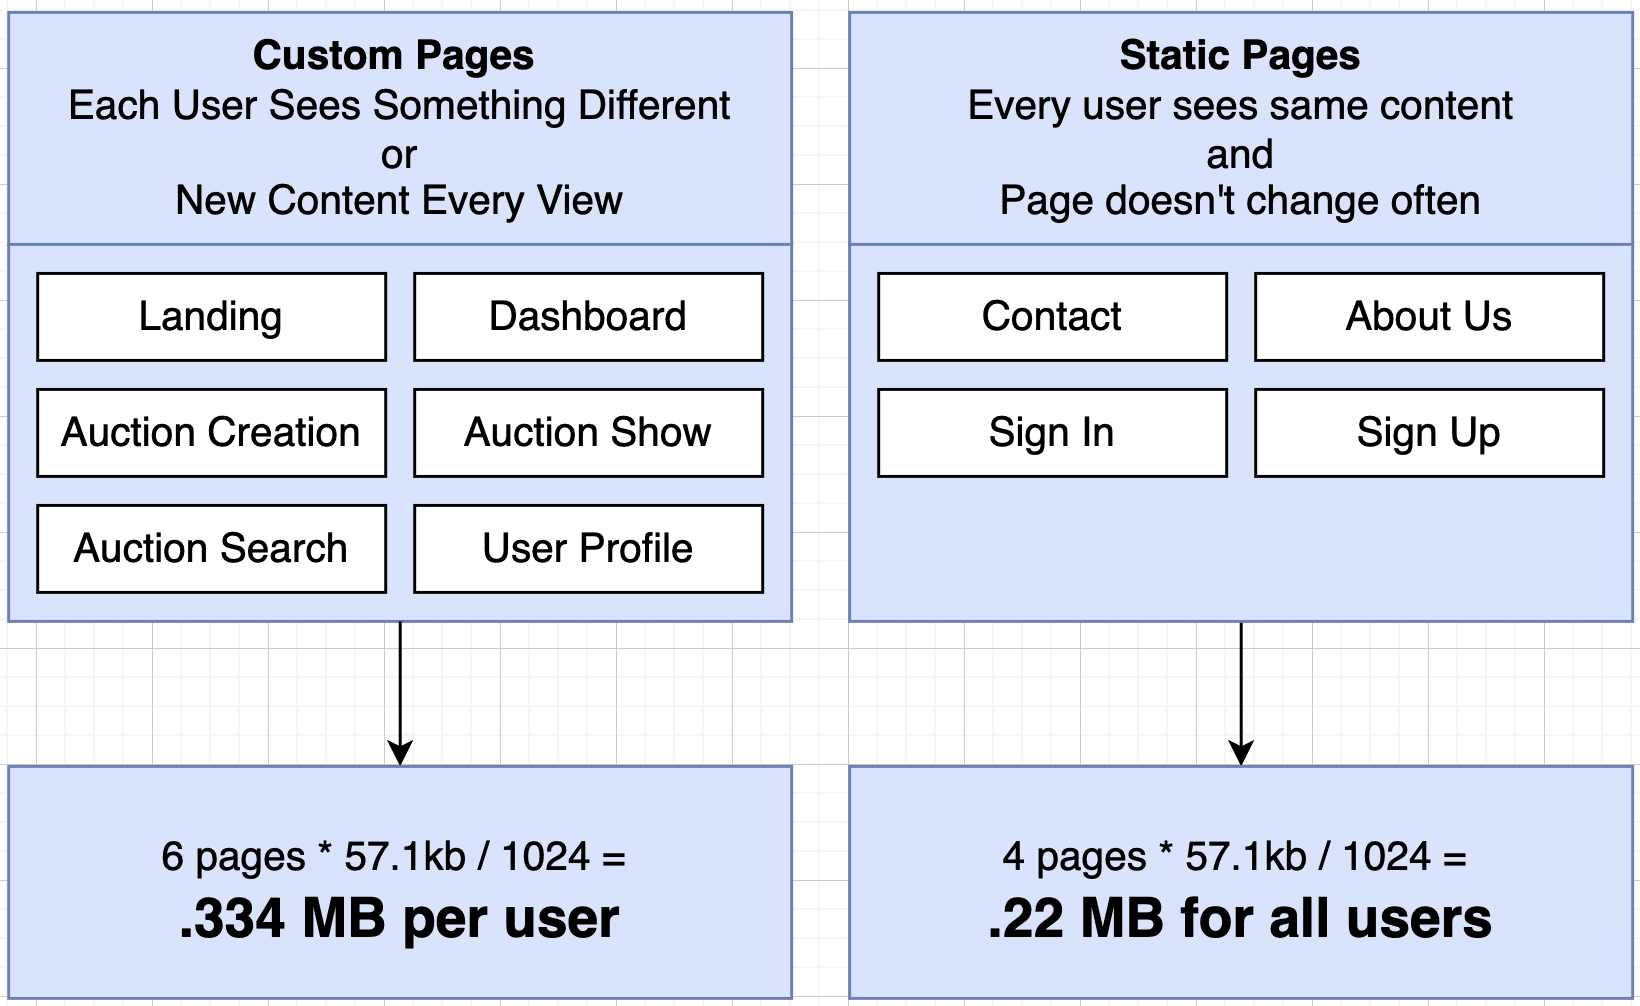 Custom Pages
Each User Sees Something Different
or
New Content Every View
Landing
Dashboard
Auction Creation
Auction Show
Auction Search
User Profile
6 pages * 57.1kb / 1024 =
.334 MB per user
Static Pages
Every user sees same content
and
Page doesn't change often
Contact
About Us
Sign In
Sign Up
4 pages * 57.1kb / 1024 =
.22 MB for all users